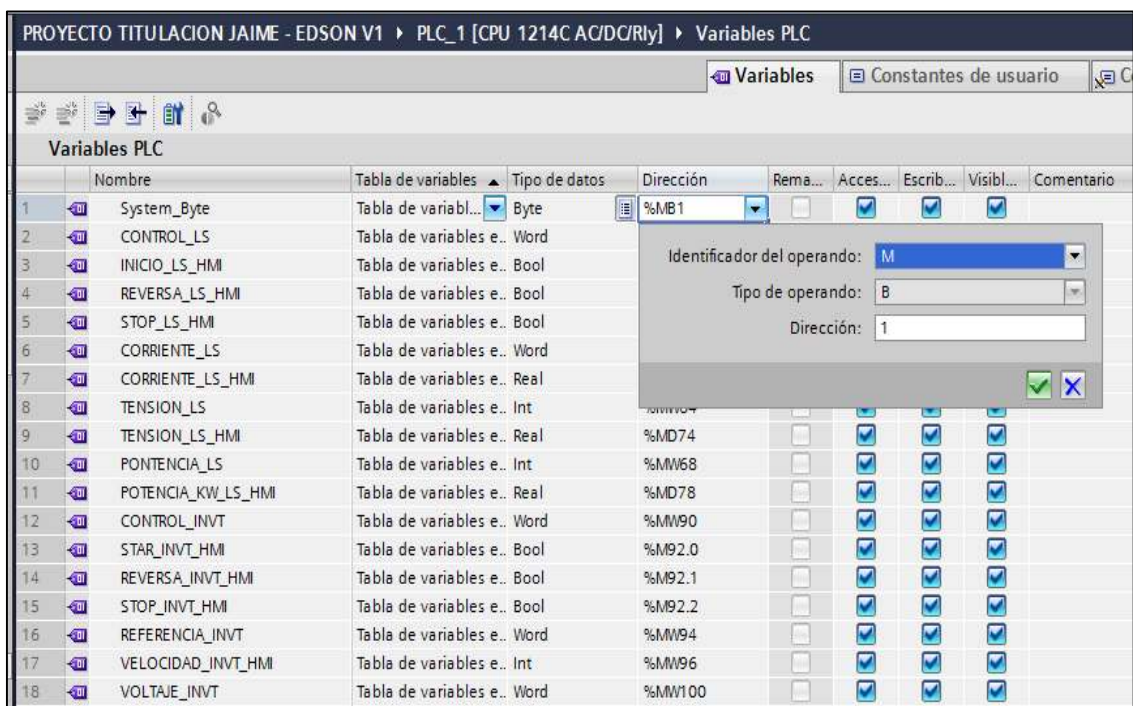 PROYECTO TITULACION JAIME - EDSON V1 ▸ PLC_1 [CPU 1214C AC/DC/Rly] ▸ Variables PLC
Variables Constantes de usuario
Variables PLC
Nombre Tabla de variables Tipo de datos Dirección Rema... Acces... Escrib... Visibl... Comentario
1 System_Byte Tabla de variabl... Byte %MB1
2 CONTROL_LS Tabla de variables e.. Word
Identificador del operando: M
3 INICIO_LS_HMI Tabla de variables e.. Bool
4 REVERSA_LS_HMI Tabla de variables e.. Bool
Tipo de operando: B
5 STOP_LS_HMI Tabla de variables e.. Bool
Dirección: 1
6 CORRIENTE_LS Tabla de variables e.. Word
7 CORRIENTE_LS_HMI Tabla de variables e.. Real
8 TENSION_LS Tabla de variables e.. Int
9 TENSION_LS_HMI Tabla de variables e.. Real %MD74
10 PONTENCIA_LS Tabla de variables e.. Int %MW68
11 POTENCIA_KW_LS_HMI Tabla de variables e.. Real %MD78
12 CONTROL_INVT Tabla de variables e.. Word %MW90
13 STAR_INVT_HMI Tabla de variables e.. Bool %M92.0
14 REVERSA_INVT_HMI Tabla de variables e.. Bool %M92.1
15 STOP_INVT_HMI Tabla de variables e.. Bool %M92.2
16 REFERENCIA_INVT Tabla de variables e.. Word %MW94
17 VELOCIDAD_INVT_HMI Tabla de variables e.. Int %MW96
18 VOLTAJE_INVT Tabla de variables e.. Word %MW100